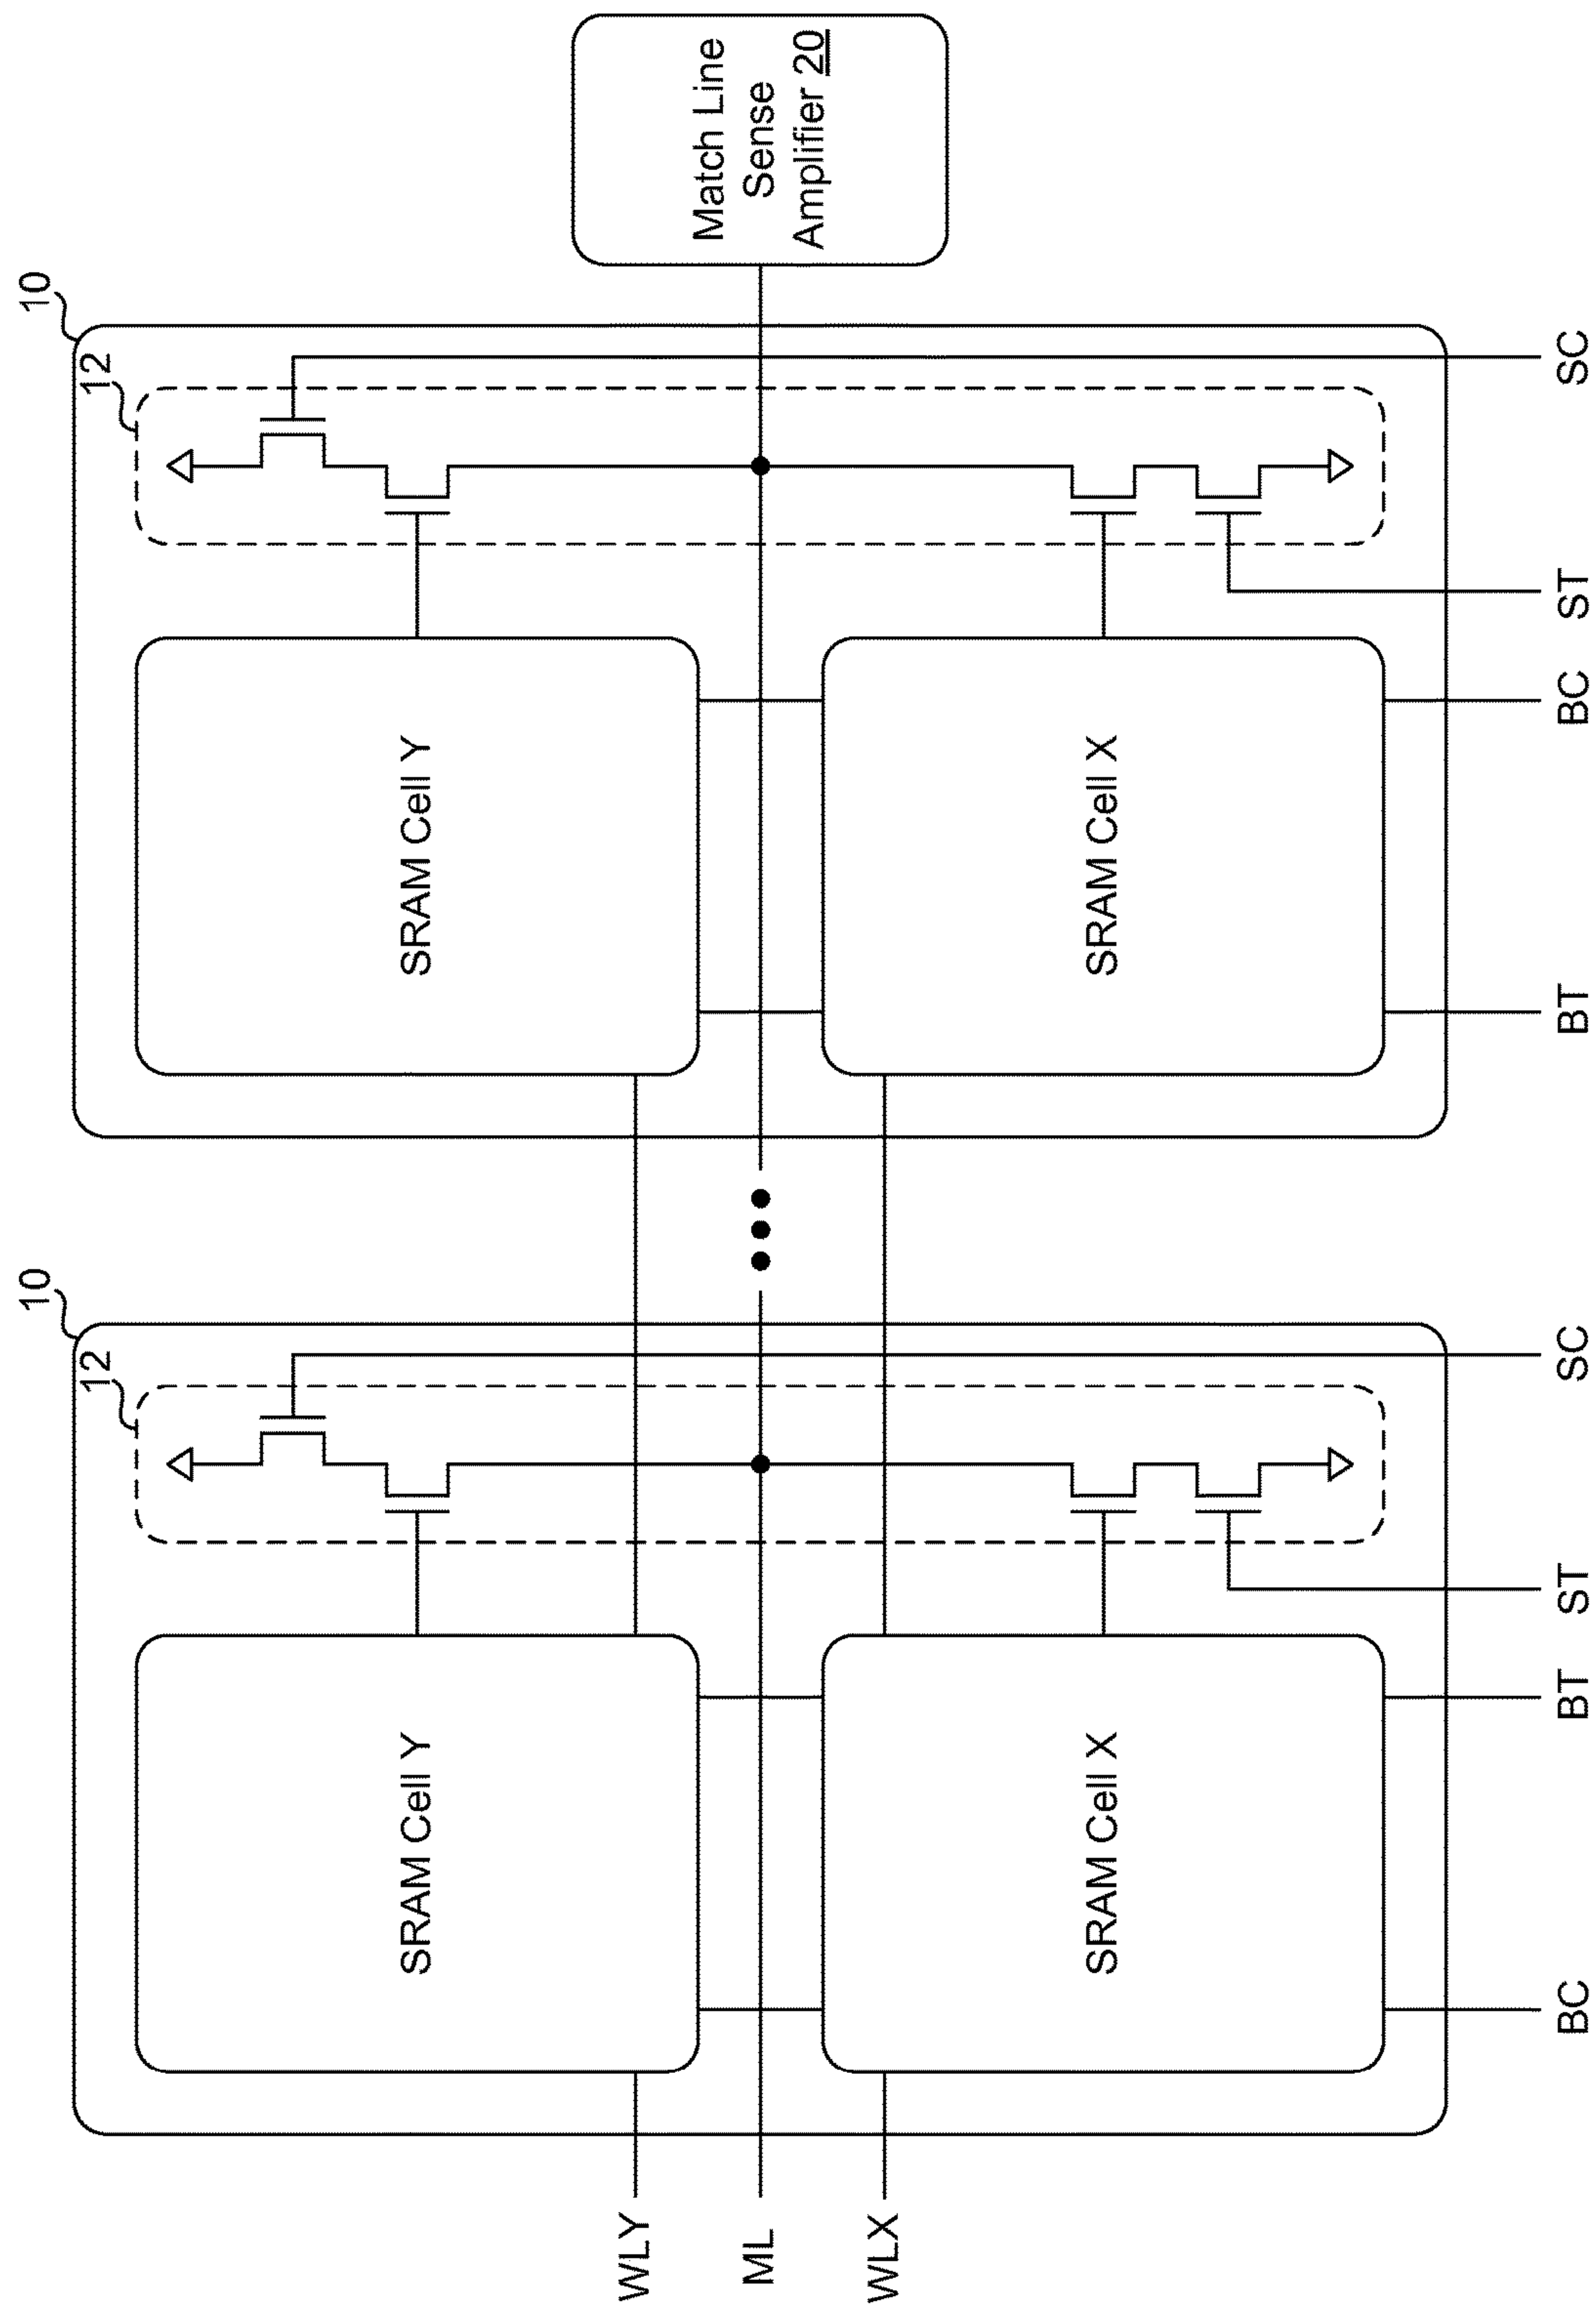 10
10
12
12
SRAM Cell Y
SRAM Cell Y
WLY
ML
Match Line
Sense
Amplifier 20
WLX
SRAM Cell X
SRAM Cell X
BC
BT
ST
SC
BT
BC
ST
SC